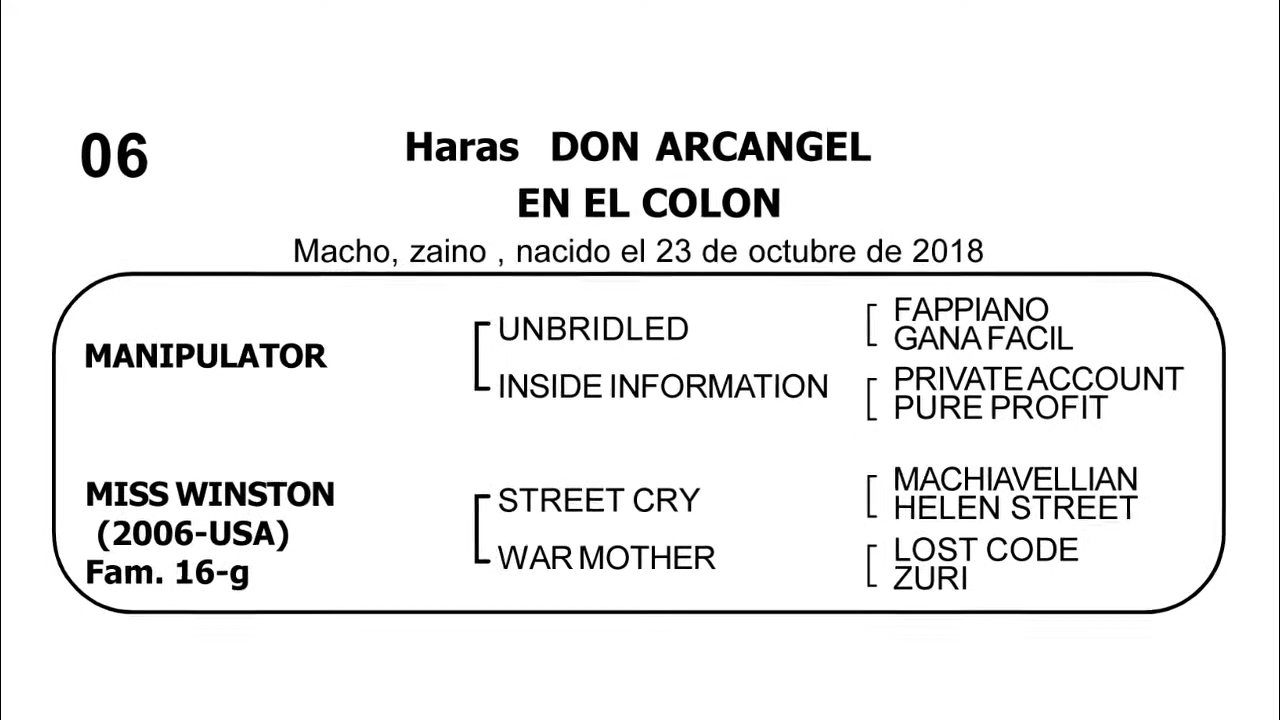 06
Haras DON ARCANGEL
EN EL COLON
Macho, zaino , nacido el 23 de octubre de 2018
MANIPULATOR
UNBRIDLED
INSIDE INFORMATION
FAPPIANO
GANA FACIL
PRIVATE ACCOUNT
PURE PROFIT
MISS WINSTON
(2006-USA)
Fam. 16-g
STREET CRY
WAR MOTHER
MACHIAVELLIAN
HELEN STREET
LOST CODE
ZURI